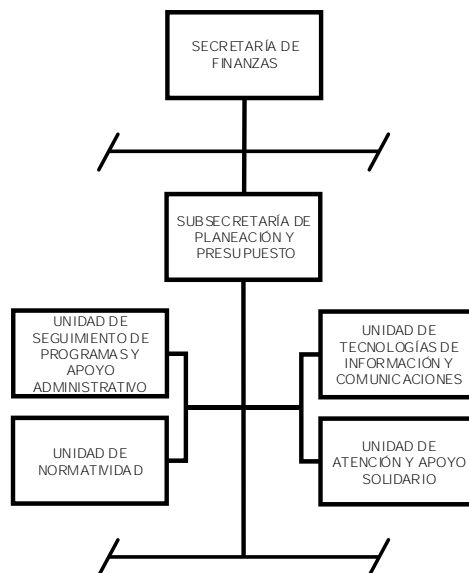 SECRETARÍA DE
FINANZAS
SUBSECRETARÍA DE
PLANEACIÓN Y
PRESUPUESTO
UNIDAD DE
SEGUIMIENTO DE
PROGRAMAS Y
APOYO
ADMINISTRATIVO
UNIDAD DE
TECNOLOGÍAS DE
INFORMACIÓN Y
COMUNICACIONES
UNIDAD DE
NORMATIVIDAD
UNIDAD DE
ATENCIÓN Y APOYO
SOLIDARIO